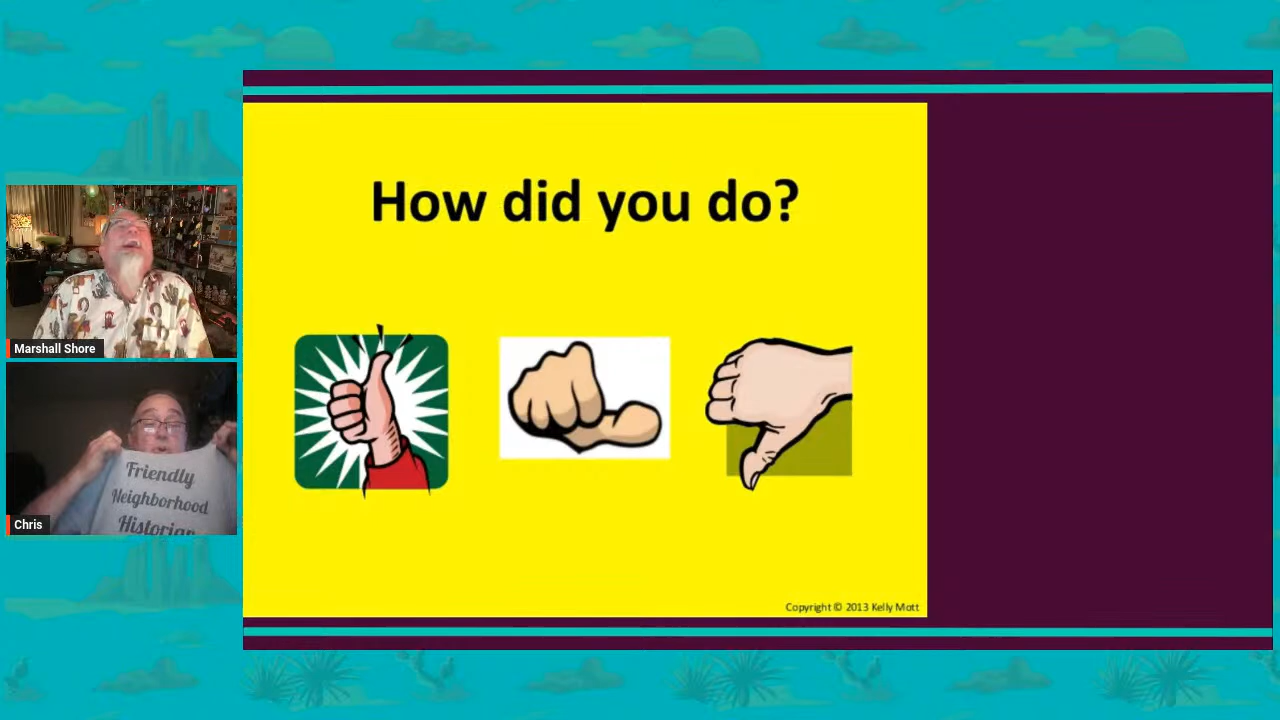 How did you do?
Marshall Shore
Friendly
Neighborhood
Historian
Chris
Copyright © 2013 Kelly Mott